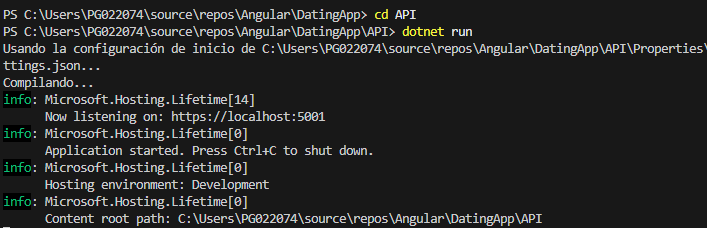 PS C:\Users\PG022074\source\repos\Angular\DatingApp> cd API
PS C:\Users\PG022074\source\repos\Angular\DatingApp\API> dotnet run
Usando la configuración de inicio de C:\Users\PG022074\source\repos\Angular\DatingApp\API\Properties\
ttings.json...
Compilando...
info: Microsoft.Hosting.Lifetime[14]
Now listening on: https://localhost:5001
info: Microsoft.Hosting.Lifetime[0]
Application started. Press Ctrl+C to shut down.
info: Microsoft.Hosting.Lifetime[0]
Hosting environment: Development
info: Microsoft.Hosting.Lifetime[0]
Content root path: C:\Users\PG022074\source\repos\Angular\DatingApp\API